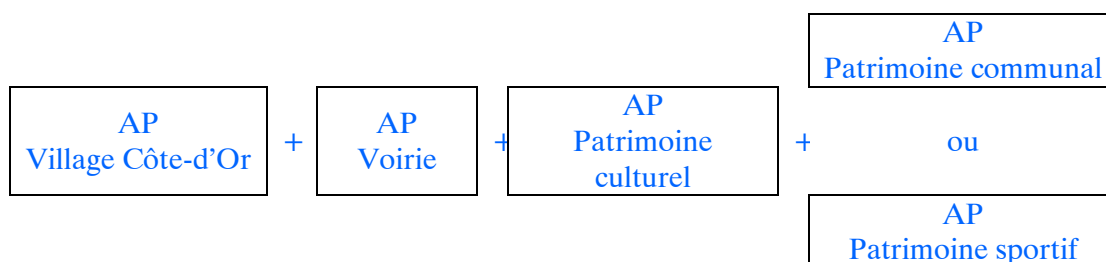 AP
Village Côte-d’Or
+
AP
Voirie
+
AP
Patrimoine
culturel
+
AP
Patrimoine communal
ou
AP
Patrimoine sportif